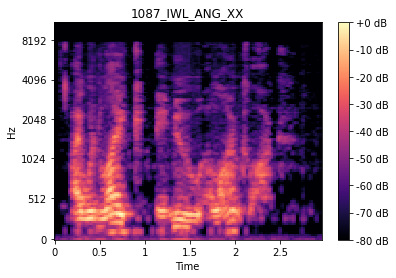 1087_IWL_ANG_XX
+0 dB
8192
-10 dB
4096
-20 dB
-30 dB
2048
Hz
-40 dB
1024
-50 dB
512
-60 dB
-70 dB
0
-80 dB
0 0.5 1 1.5 2 2.5
Time